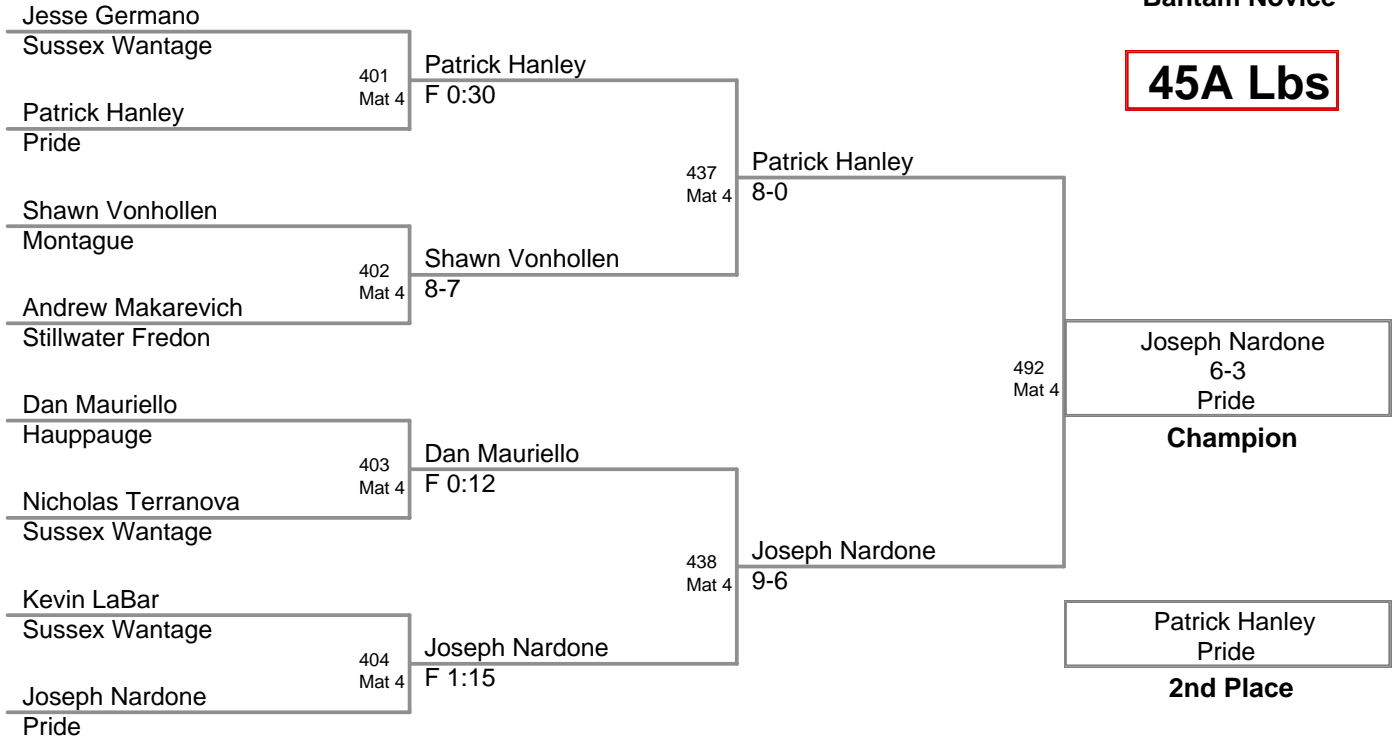 Bantam Novice
45A Lbs
Jesse Germano
Sussex Wantage
401
Mat 4
Patrick Hanley
F 0:30
Patrick Hanley
Pride
437
Mat 4
Patrick Hanley
8-0
Shawn Vonhollen
Montague
402
Mat 4
Shawn Vonhollen
8-7
Andrew Makarevich
Stillwater Fredon
492
Mat 4
Joseph Nardone
6-3
Pride
Champion
Dan Mauriello
Hauppauge
403
Mat 4
Dan Mauriello
F 0:12
Nicholas Terranova
Sussex Wantage
438
Mat 4
Joseph Nardone
9-6
Kevin LaBar
Sussex Wantage
404
Mat 4
Joseph Nardone
F 1:15
Joseph Nardone
Pride
Patrick Hanley
Pride
2nd Place